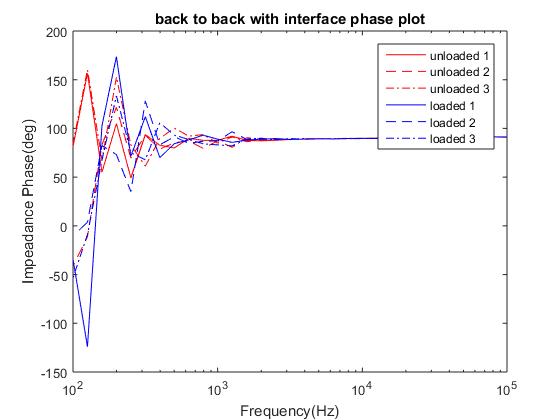 back to back with interface phase plot
200
150
100
50
0
-50
-100
-150
Impeadance Phase(deg)
unloaded 1
unloaded 2
unloaded 3
loaded 1
loaded 2
loaded 3
10^2
10^3
10^4
10^5
Frequency(Hz)